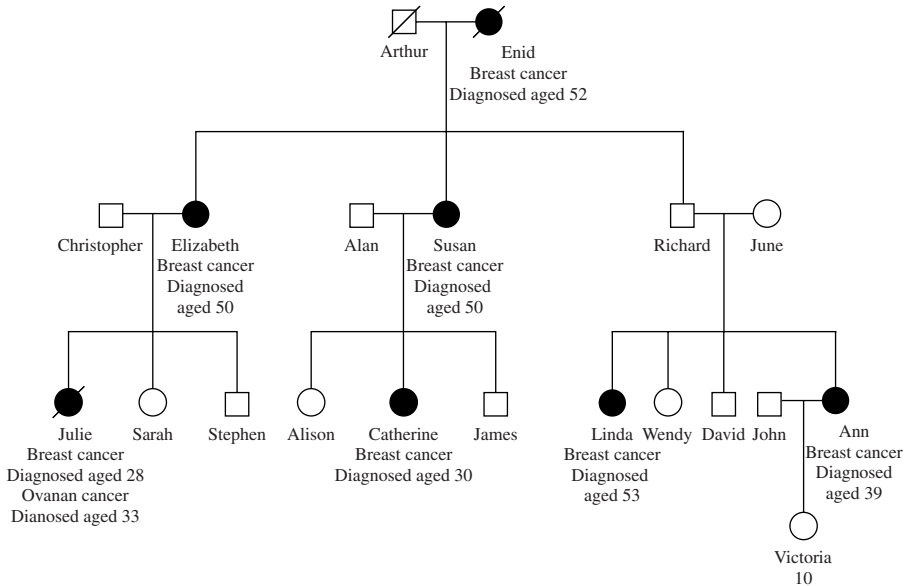 Arthur
Enid
Breast cancer
Diagnosed aged 52
Christopher
Elizabeth
Breast cancer
Diagnosed
aged 50
Alan
Susan
Breast cancer
Diagnosed
aged 50
Richard
June
Julie
Breast cancer
Diagnosed aged 28
Ovanan cancer
Dianosed aged 33
Sarah
Stephen
Alison
Catherine
Breast cancer
Diagnosed aged 30
James
Linda
Breast cancer
Diagnosed
aged 53
Wendy
David
John
Ann
Breast cancer
Diagnosed
aged 39
Victoria
10